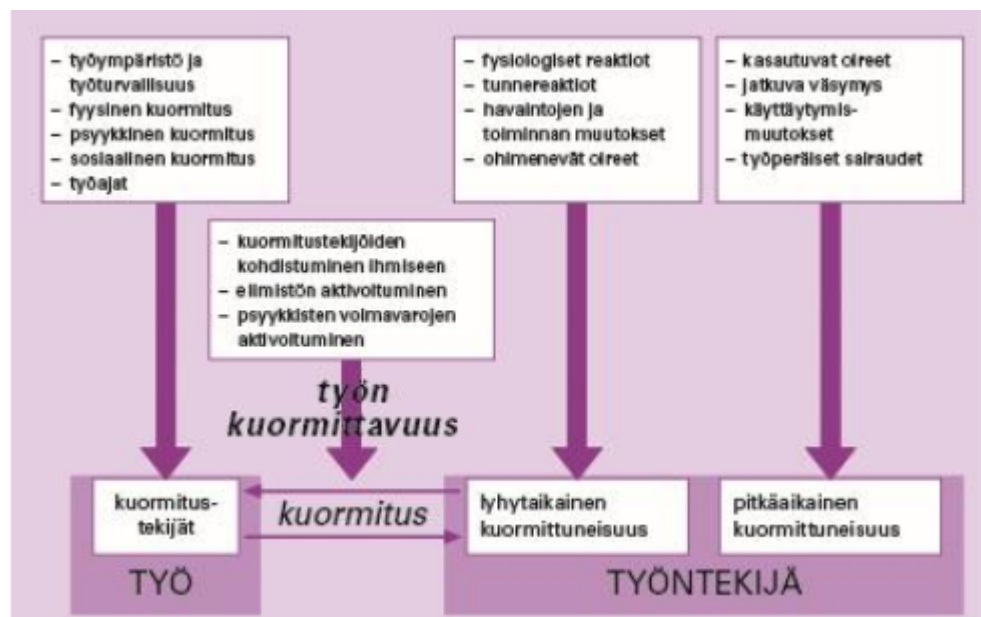 – työympäristö ja
työturvallisuus
– fyysinen kuormitus
– psyykkinen kuormitus
– sosiaalinen kuormitus
– työajat
– fysiologiset reaktiot
– tunnereaktiot
– havaintojen ja
toiminnan muutokset
– ohimenevät oireet
– kasautuvat oireet
– jatkuva väsymys
– käyttäytymis-
muutokset
– työperäiset sairaudet
– kuormitustekijöiden
kohdistuminen ihmiseen
– elimistön aktivoituminen
– psyykkisten voimavarojen
aktivoituminen
työn
kuormittavuus
kuormitus-
tekijät
kuormitus
lyhytaikainen
kuormittuneisuus
pitkäaikainen
kuormittuneisuus
TYÖ
TYÖNTEKIJÄ